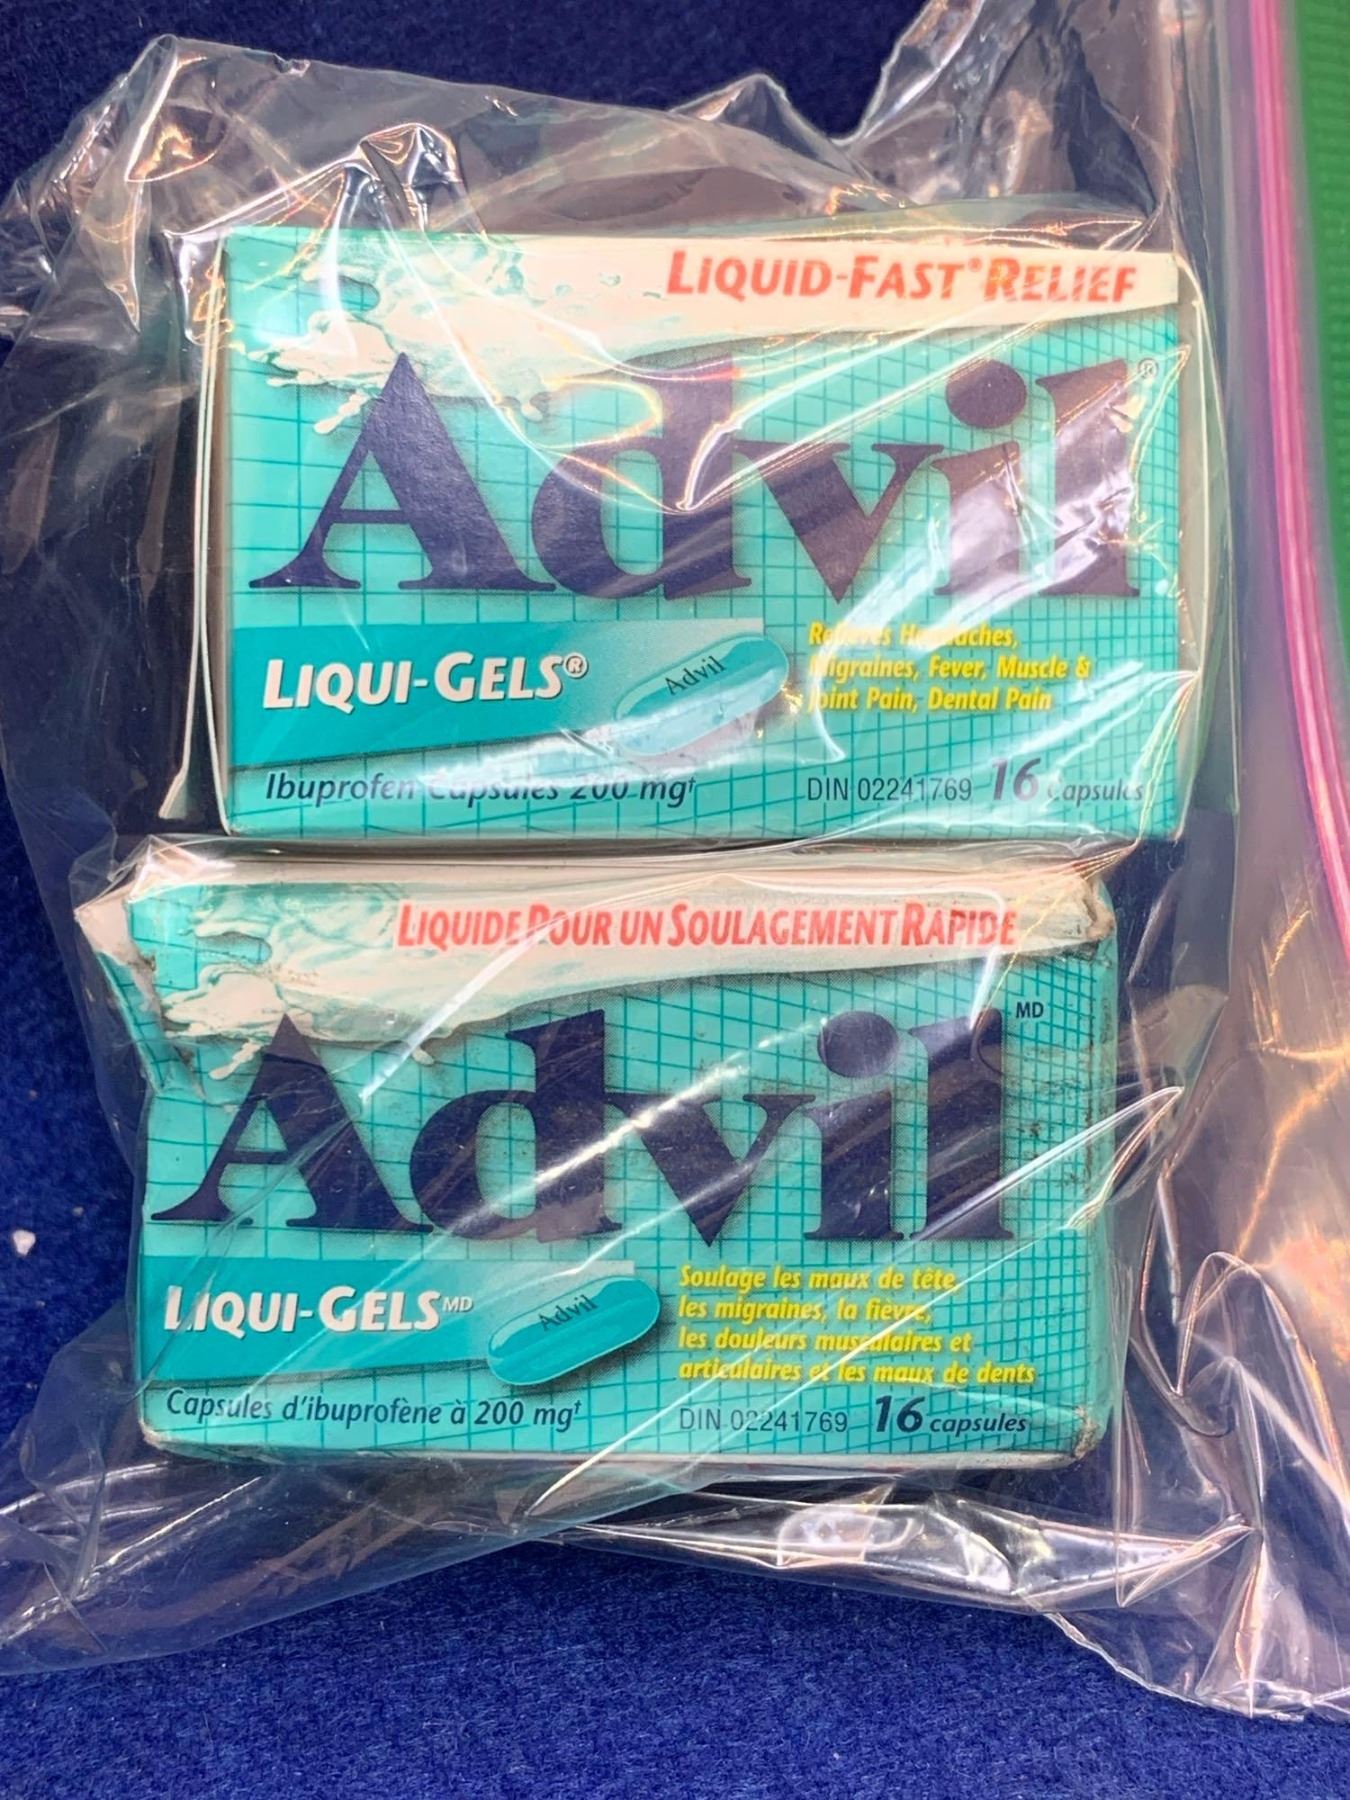 LIQUID-FAST® RELIEF
Advil®
LIQUI-GELS®
Advil
Relieves Headaches,
Migraines, Fever, Muscle &
Joint Pain, Dental Pain
Ibuprofen Capsules 200 mg†
DIN 02241769 16 capsules
LIQUIDE POUR UN SOULAGEMENT RAPIDE
Advil MD
LIQUI-GELS MD
Advil
Soulage les maux de tête,
les migraines, la fièvre,
les douleurs musculaires et
articulaires et les maux de dents
Capsules d'ibuprofène à 200 mg†
DIN 02241769 16 capsules